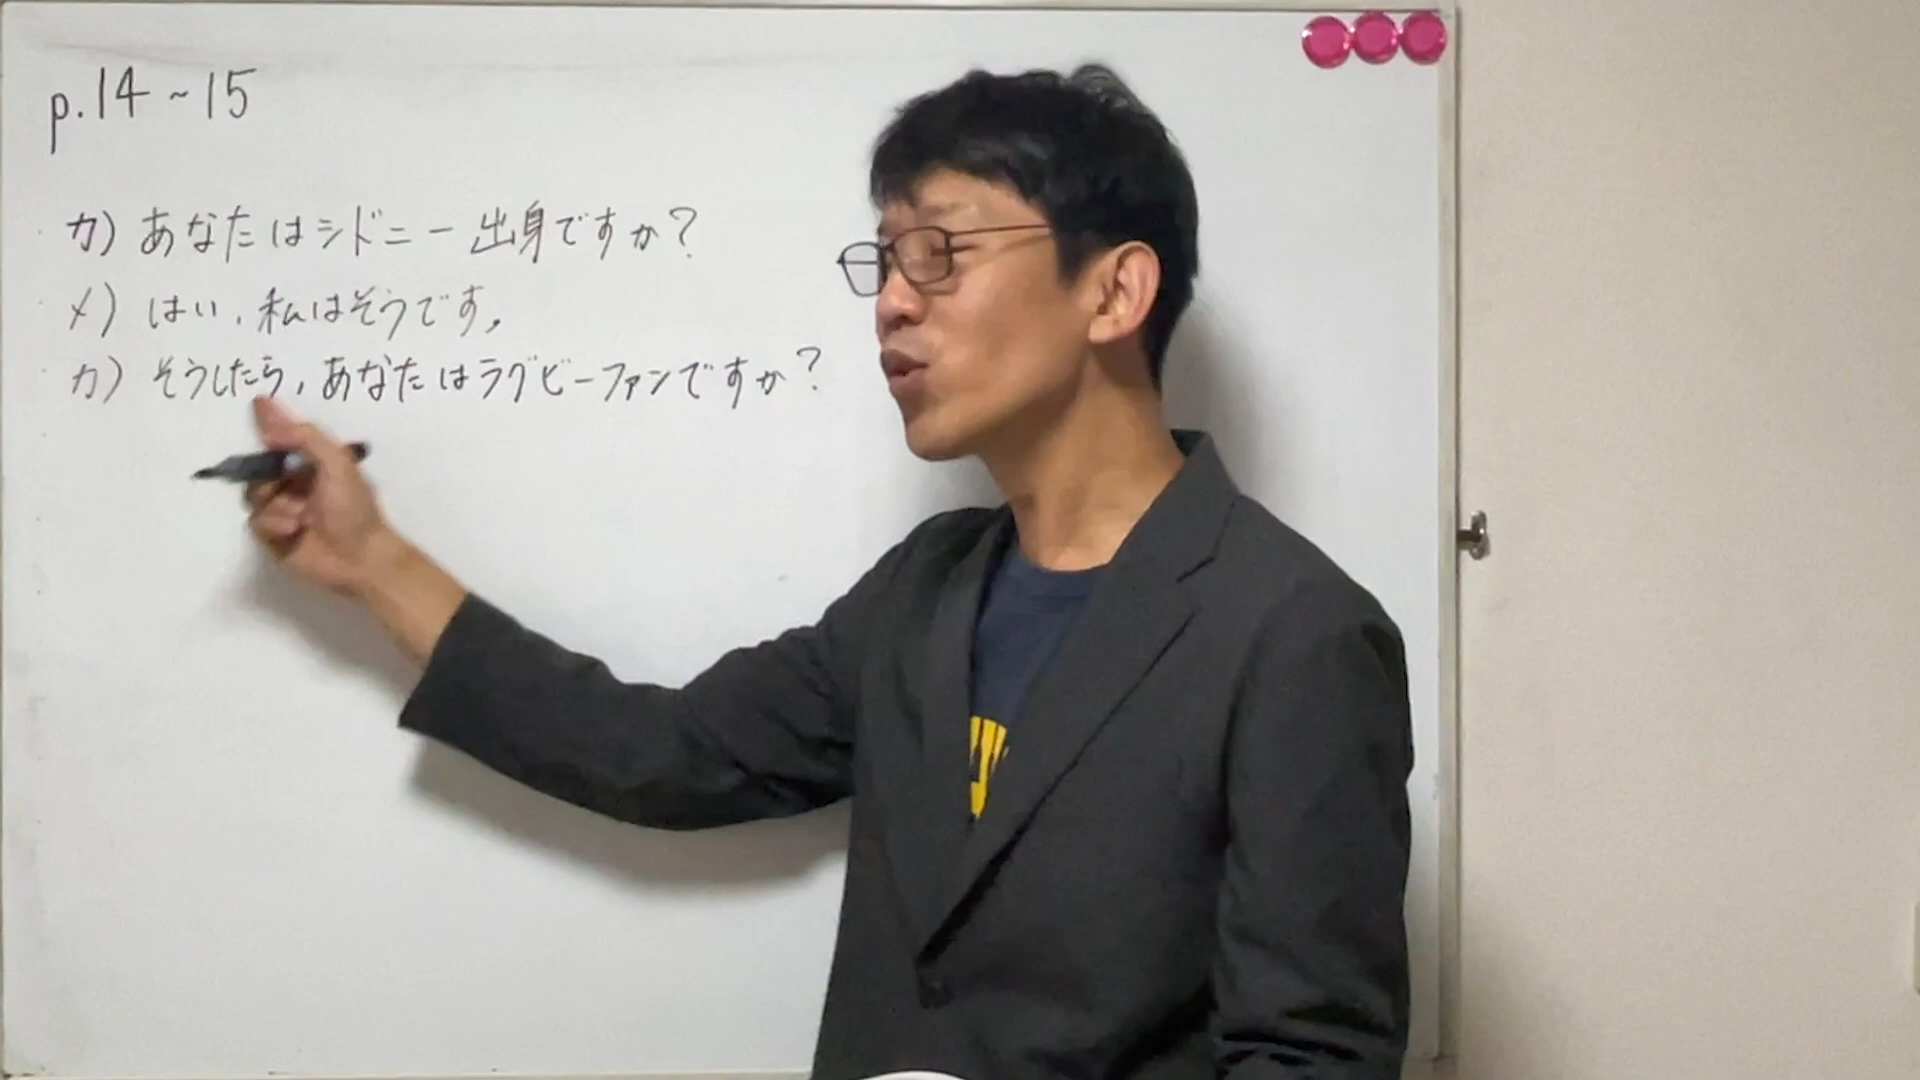 p.14~15
カ) あなたはシドニー出身ですか?
メ) はい, 私はそうです,
カ) そうしたら, あなたはラグビーファンですか?